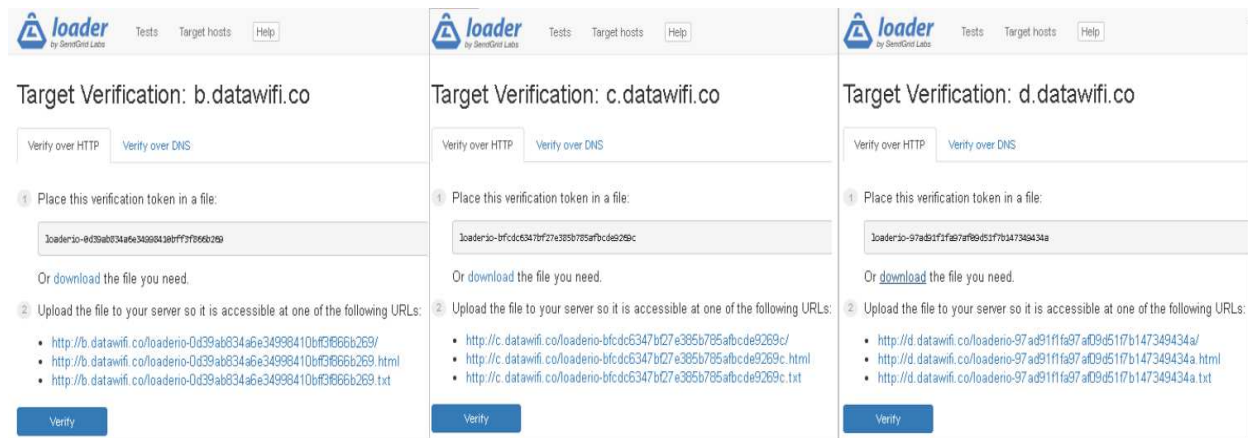 loader
by SendGrid Labs
Tests
Target hosts
Help
Target Verification: b.datawifi.co
Verify over HTTP
Verify over DNS
1 Place this verification token in a file:
loaderio-0d39ab834a6e34998410bff3f866b269
Or download the file you need.
2 Upload the file to your server so it is accessible at one of the following URLs:
• http://b.datawifi.co/loaderio-0d39ab834a6e34998410bff3f866b269/
• http://b.datawifi.co/loaderio-0d39ab834a6e34998410bff3f866b269.html
• http://b.datawifi.co/loaderio-0d39ab834a6e34998410bff3f866b269.txt
Verify
loader
by SendGrid Labs
Tests
Target hosts
Help
Target Verification: c.datawifi.co
Verify over HTTP
Verify over DNS
1 Place this verification token in a file:
loaderio-bfcdc6347bf27e385b785afbcde9269c
Or download the file you need.
2 Upload the file to your server so it is accessible at one of the following URLs:
• http://c.datawifi.co/loaderio-bfcdc6347bf27e385b785afbcde9269c/
• http://c.datawifi.co/loaderio-bfcdc6347bf27e385b785afbcde9269c.html
• http://c.datawifi.co/loaderio-bfcdc6347bf27e385b785afbcde9269c.txt
Verify
loader
by SendGrid Labs
Tests
Target hosts
Help
Target Verification: d.datawifi.co
Verify over HTTP
Verify over DNS
1 Place this verification token in a file:
loaderio-97ad91f1fa97af09d51f7b147349434a
Or download the file you need.
2 Upload the file to your server so it is accessible at one of the following URLs:
• http://d.datawifi.co/loaderio-97ad91f1fa97af09d51f7b147349434a/
• http://d.datawifi.co/loaderio-97ad91f1fa97af09d51f7b147349434a.html
• http://d.datawifi.co/loaderio-97ad91f1fa97af09d51f7b147349434a.txt
Verify